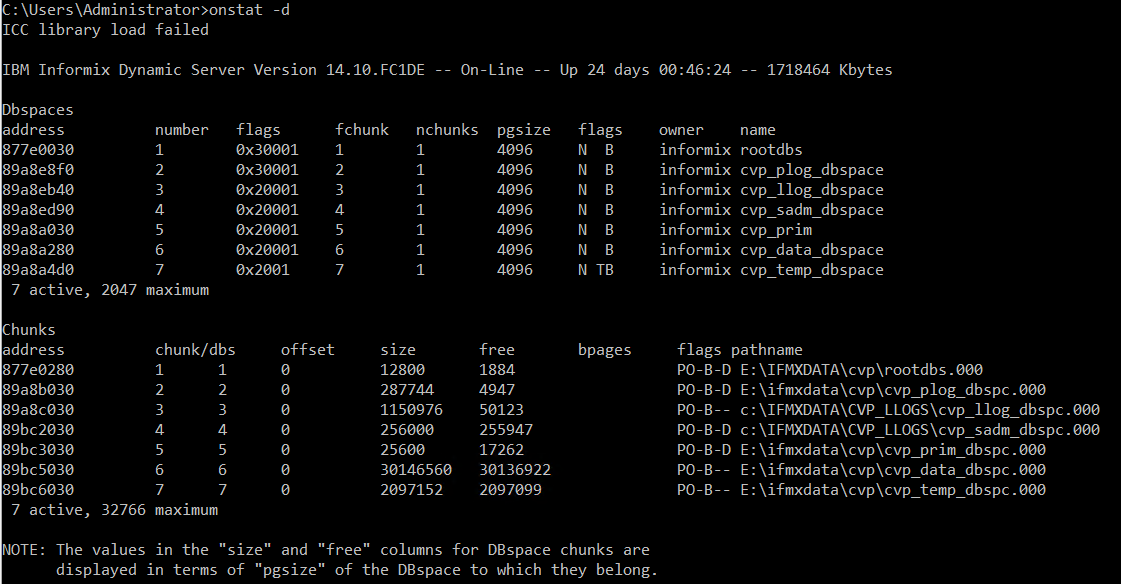 C:\Users\Administrator>onstat -d
ICC library load failed
IBM Informix Dynamic Server Version 14.10.FC1DE -- On-Line -- Up 24 days 00:46:24 -- 1718464 Kbytes
Dbspaces
address number flags fchunk nchunks pgsize flags owner name
877e0030 1 0x30001 1 1 4096 N B informix rootdbs
89a8e8f0 2 0x30001 2 1 4096 N B informix cvp_plog_dbspace
89a8eb40 3 0x20001 3 1 4096 N B informix cvp_llog_dbspace
89a8ed90 4 0x20001 4 1 4096 N B informix cvp_sadm_dbspace
89a8a030 5 0x20001 5 1 4096 N B informix cvp_prim
89a8a280 6 0x20001 6 1 4096 N B informix cvp_data_dbspace
89a8a4d0 7 0x2001 7 1 4096 N TB informix cvp_temp_dbspace
7 active, 2047 maximum
Chunks
address chunk/dbs offset size free bpages flags pathname
877e0280 1 1 0 12800 1884 PO-B-D E:\IFMXDATA\cvp\rootdbs.000
89a8b030 2 2 0 287744 4947 PO-B-D E:\ifmxdata\cvp\cvp_plog_dbspc.000
89a8c030 3 3 0 1150976 50123 PO-B-- c:\IFMXDATA\CVP_LLOGS\cvp_llog_dbspc.000
89bc2030 4 4 0 256000 255947 PO-B-D c:\IFMXDATA\CVP_LLOGS\cvp_sadm_dbspc.000
89bc3030 5 5 0 25600 17262 PO-B-D E:\ifmxdata\cvp\cvp_prim_dbspc.000
89bc5030 6 6 0 30146560 30136922 PO-B-- E:\ifmxdata\cvp\cvp_data_dbspc.000
89bc6030 7 7 0 2097152 2097099 PO-B-- E:\ifmxdata\cvp\cvp_temp_dbspc.000
7 active, 32766 maximum
NOTE: The values in the "size" and "free" columns for DBspace chunks are
displayed in terms of "pgsize" of the DBspace to which they belong.